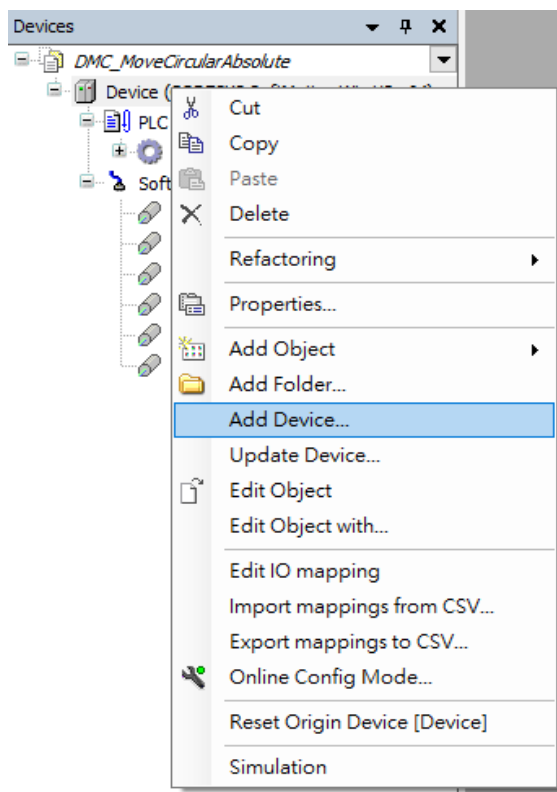 Devices
DMC_MoveCircularAbsolute
Device (
PLC
Soft
Cut
Copy
Paste
Delete
Refactoring
Properties...
Add Object
Add Folder...
Add Device...
Update Device...
Edit Object
Edit Object with...
Edit IO mapping
Import mappings from CSV...
Export mappings to CSV...
Online Config Mode...
Reset Origin Device [Device]
Simulation